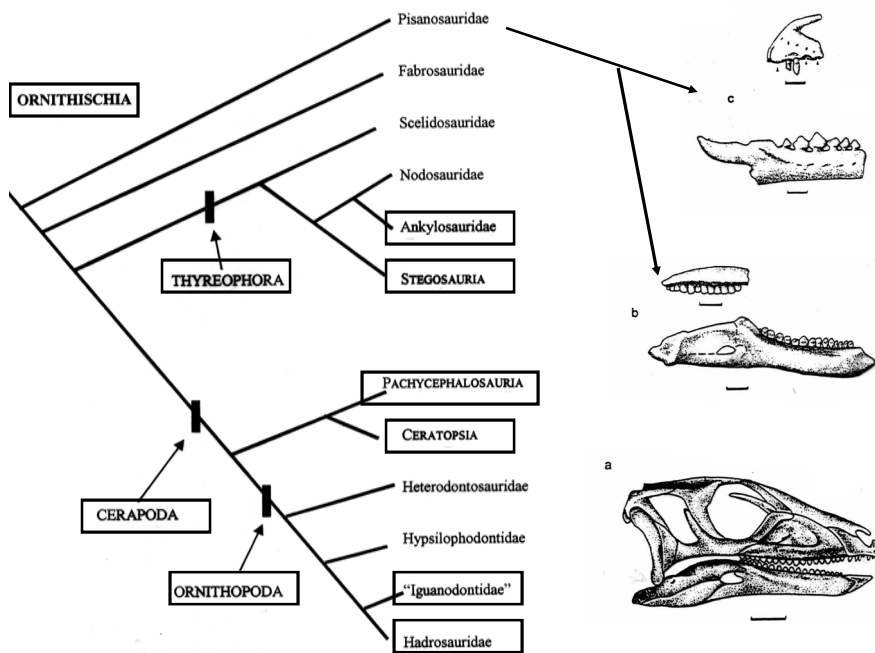 Pisanosauridae
Fabrosauridae
ORNITHISCHIA
Scelidosauridae
Nodosauridae
Ankylosauridae
THYREOPHORA
STEGOSAURIA
PACHYCEPHALOSAURIA
CERATOPSIA
Heterodontosauridae
CERAPODA
Hypsilophodontidae
ORNITHOPODA
“Iguanodontidae”
Hadrosauridae
c
b
a